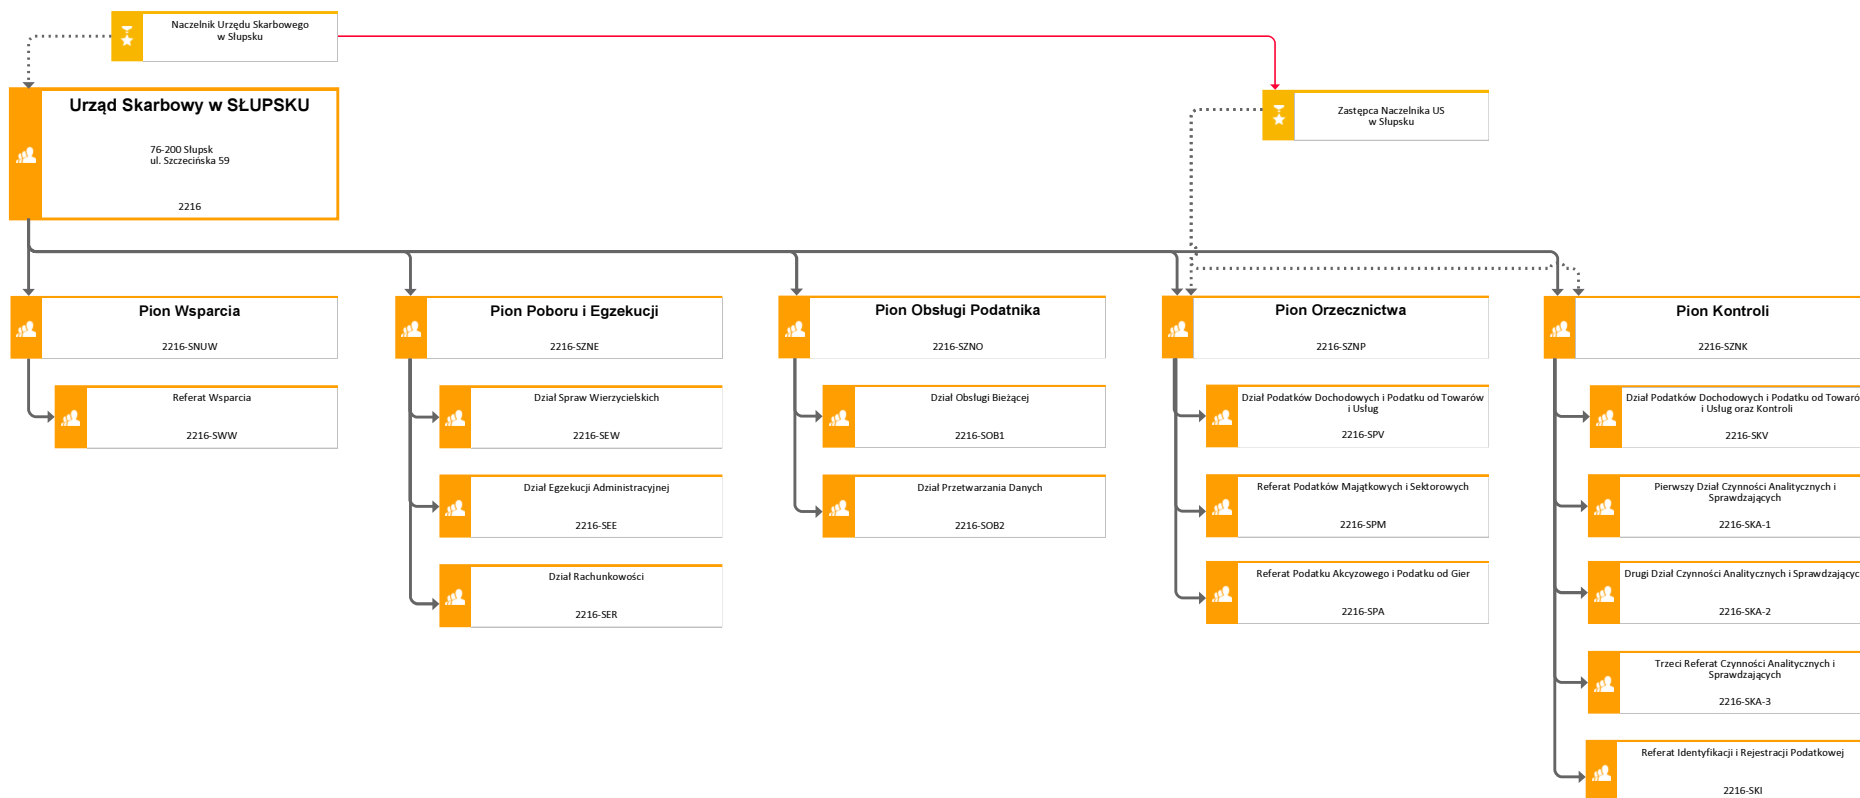 Naczelnik Urzędu Skarbowego
w Słupsku
Urząd Skarbowy w SŁUPSKU
76-200 Słupsk
ul. Szczecińska 59
2216
Zastępca Naczelnika US
w Słupsku
Pion Wsparcia
2216-SNUW
Referat Wsparcia
2216-SWW
Pion Poboru i Egzekucji
2216-SZNE
Dział Spraw Wierzycielskich
2216-SEW
Dział Egzekucji Administracyjnej
2216-SEE
Dział Rachunkowości
2216-SER
Pion Obsługi Podatnika
2216-SZNO
Dział Obsługi Bieżącej
2216-SOB1
Dział Przetwarzania Danych
2216-SOB2
Pion Orzecznictwa
2216-SZNP
Dział Podatków Dochodowych i Podatku od Towarów
i Usług
2216-SPV
Referat Podatków Majątkowych i Sektorowych
2216-SPM
Referat Podatku Akcyzowego i Podatku od Gier
2216-SPA
Pion Kontroli
2216-SZNK
Dział Podatków Dochodowych i Podatku od Towaró
i Usług oraz Kontroli
2216-SKV
Pierwszy Dział Czynności Analitycznych i
Sprawdzających
2216-SKA-1
Drugi Dział Czynności Analitycznych i Sprawdzającyc
2216-SKA-2
Trzeci Referat Czynności Analitycznych i
Sprawdzających
2216-SKA-3
Referat Identyfikacji i Rejestracji Podatkowej
2216-SKI